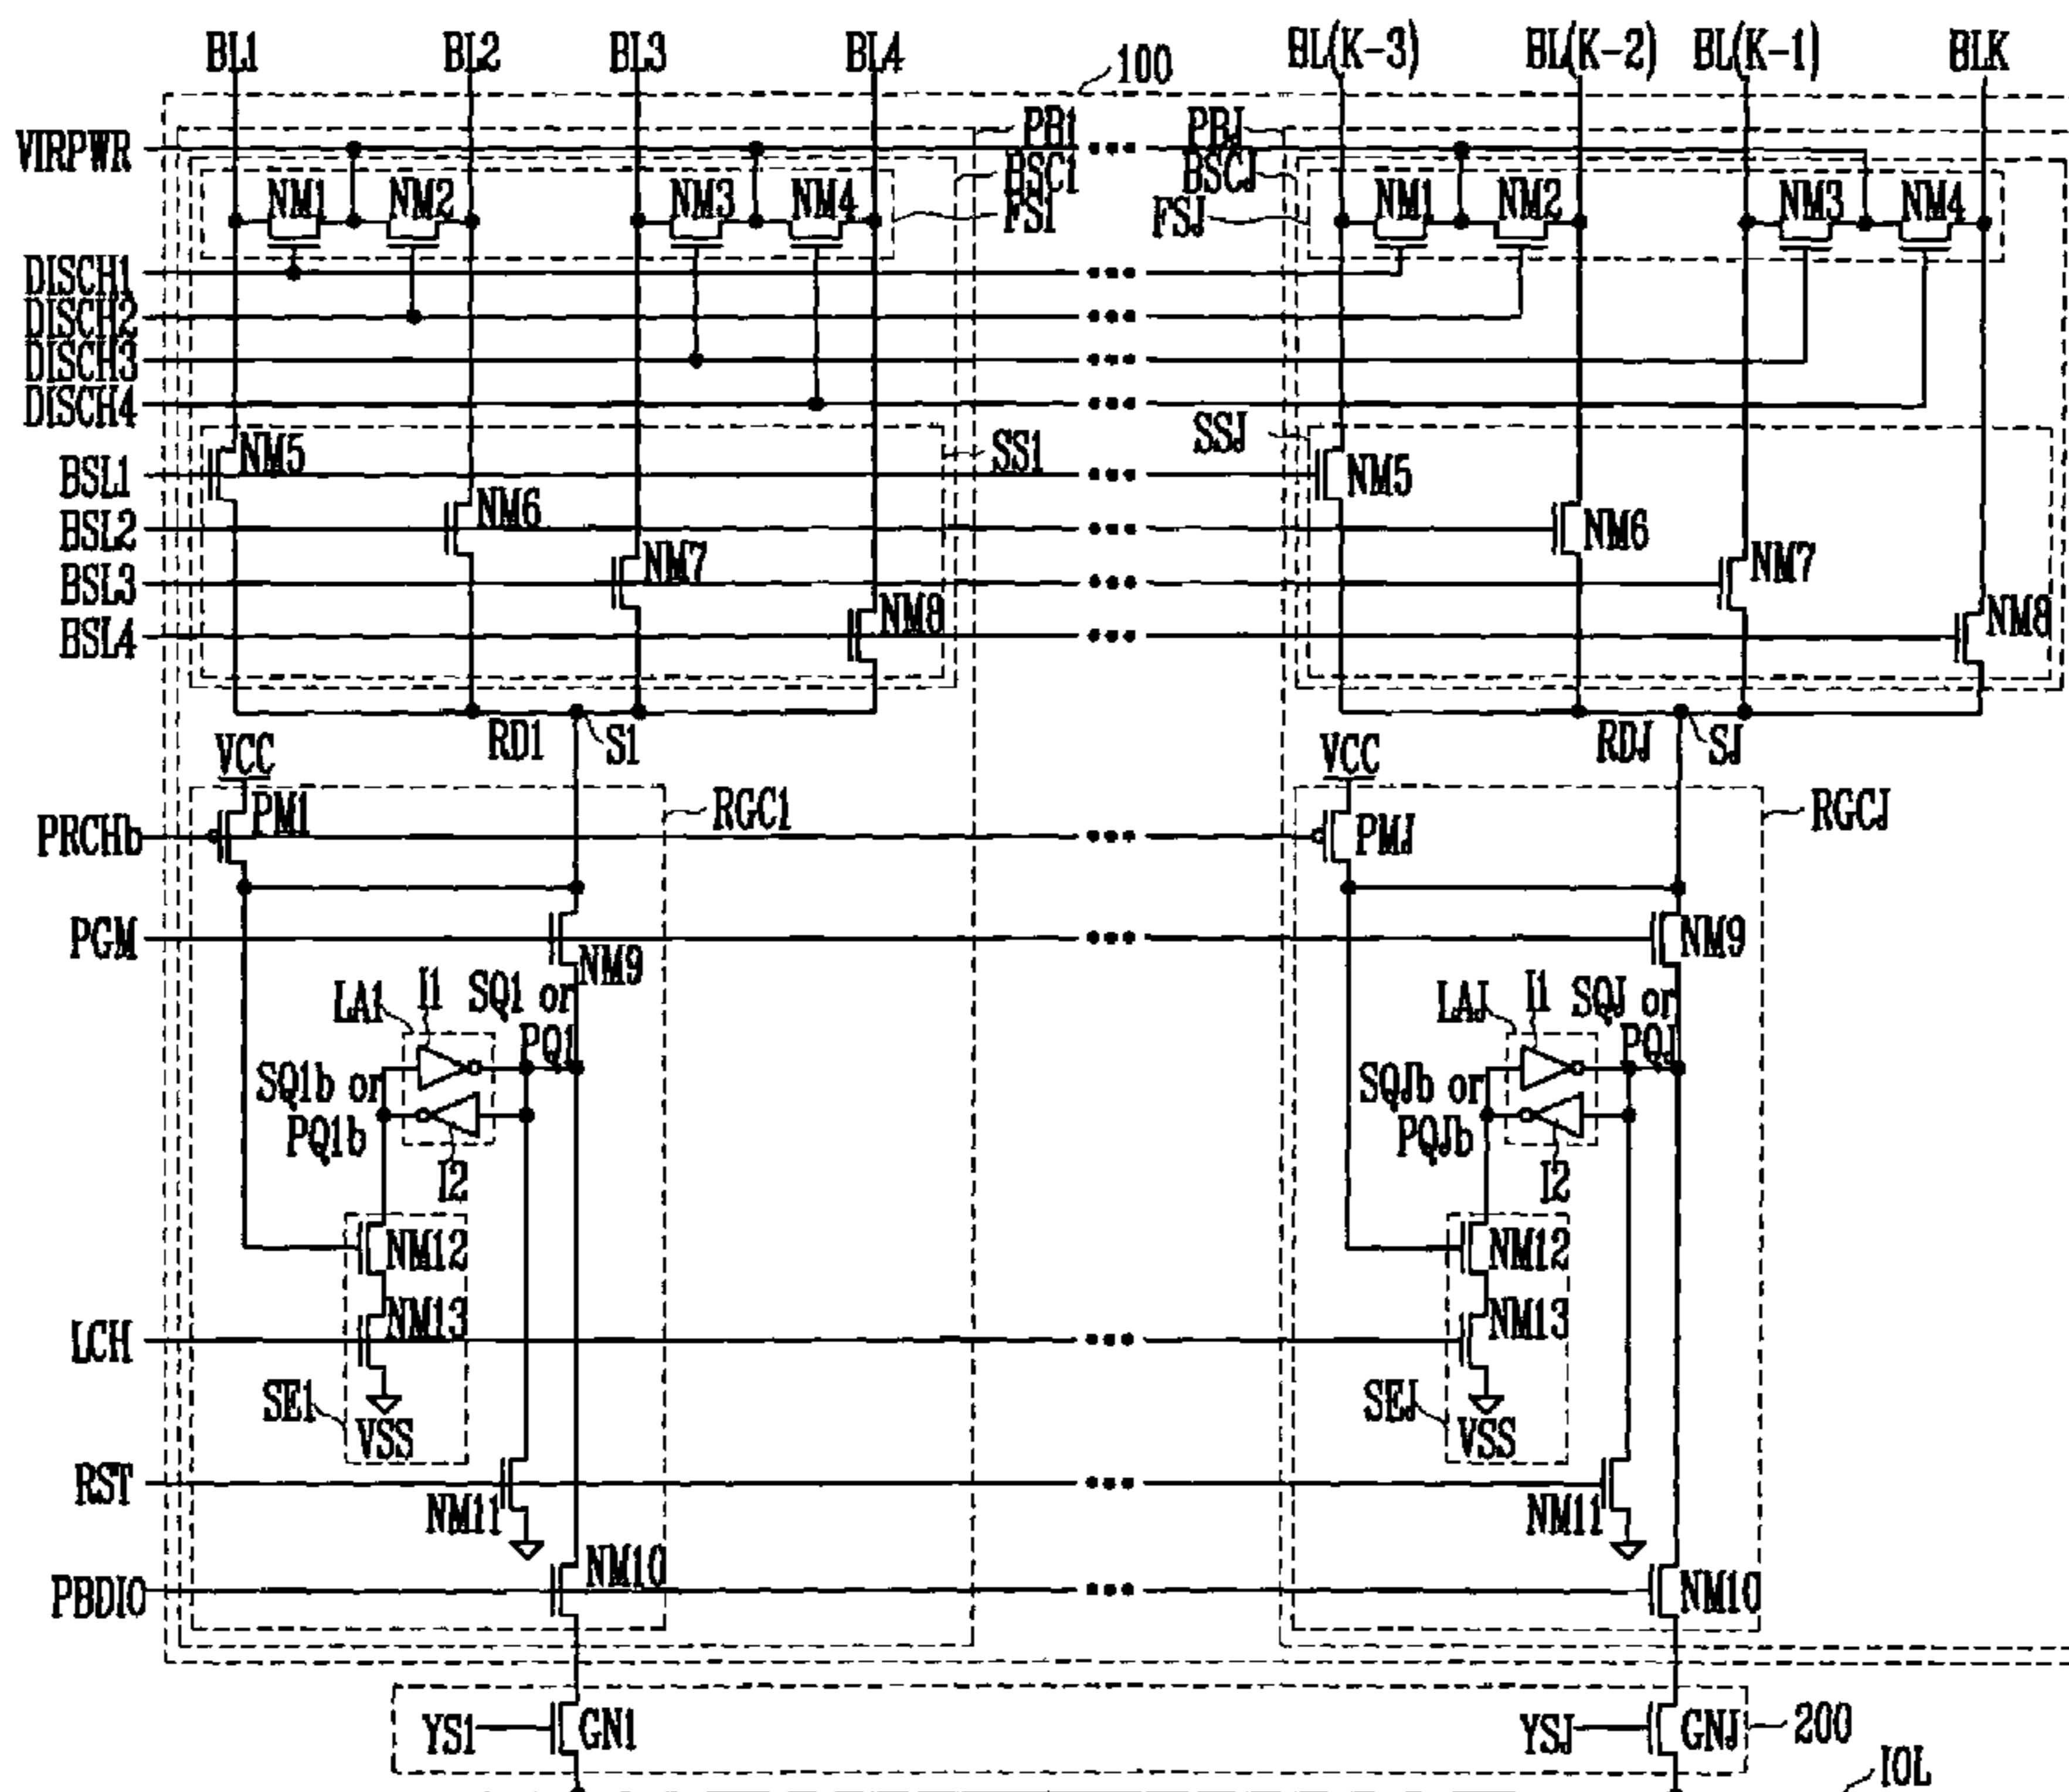 BL1 BL2 BL3 BL4 BL(K-3) BL(K-2) BL(K-1) BLK
100
VIRPWR PB1 PBJ
BSC1 BSCJ
NM1 NM2 NM3 NM4 FS1 FSJ NM1 NM2 NM3 NM4
DISCH1
DISCH2
DISCH3
DISCH4
SS1 SSJ
BSL1 NM5 NM5
BSL2 NM6 NM6
BSL3 NM7 NM7
BSL4 NM8 NM8
RD1 S1 RDJ SJ
VCC VCC
PRCHb PM1 RGC1 PMJ RGCJ
PGM NM9 NM9
LA1 I1 SQ1 or LAJ I1 SQJ or
PQ1 PQJ
SQ1b or SQJb or
PQ1b PQJb
I2 I2
NM12 NM12
LCH NM13 NM13
SE1 VSS SEJ VSS
RST NM11 NM11
PBDIO NM10 NM10
YS1 GN1 YSJ GNJ 200
IOL